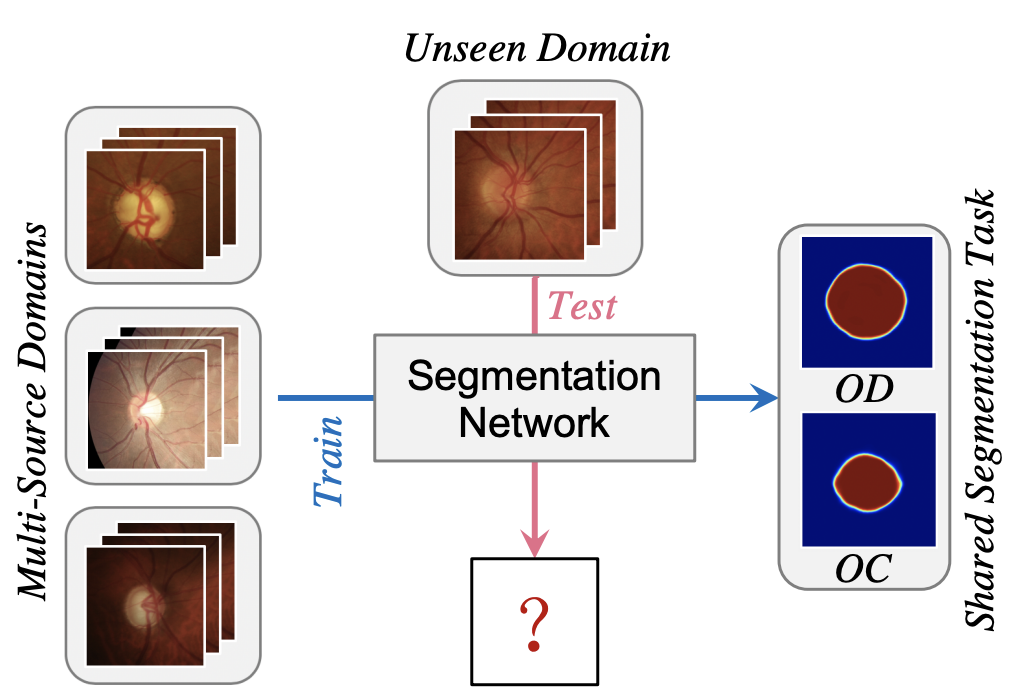 Unseen Domain
Multi-Source Domains
Test
Segmentation
Network
Train
OD
OC
Shared Segmentation Task
?